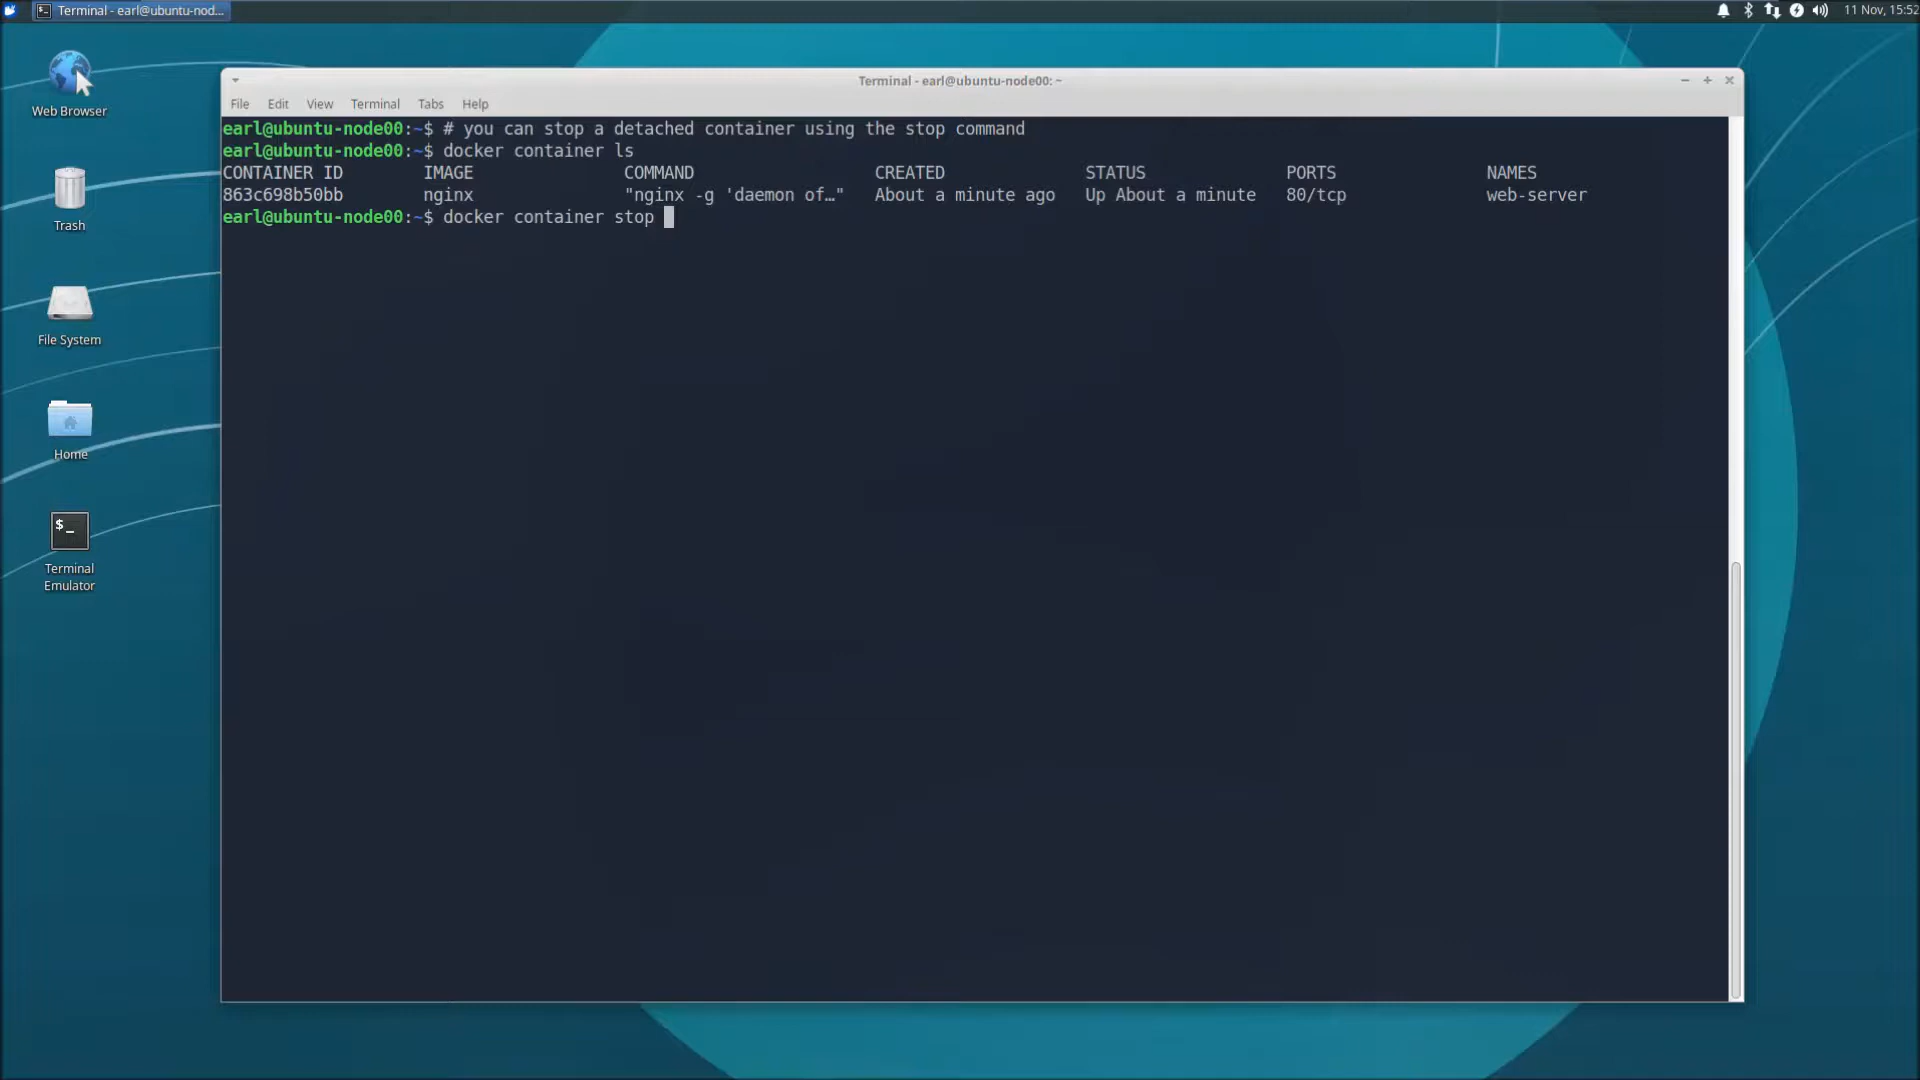 Terminal - earl@ubuntu-nod...
11 Nov, 15:52
Web Browser
Trash
File System
Home
$_
Terminal
Emulator
Terminal - earl@ubuntu-node00: ~
File Edit View Terminal Tabs Help
earl@ubuntu-node00:~$ # you can stop a detached container using the stop command
earl@ubuntu-node00:~$ docker container ls
CONTAINER ID IMAGE COMMAND CREATED STATUS PORTS NAMES
863c698b50bb nginx "nginx -g 'daemon of…" About a minute ago Up About a minute 80/tcp web-server
earl@ubuntu-node00:~$ docker container stop